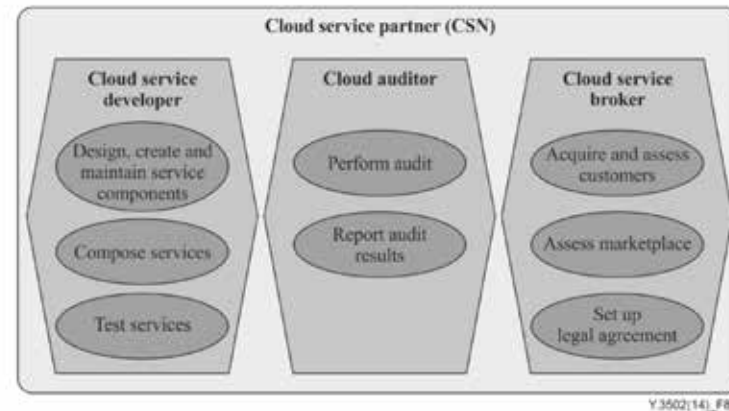 Cloud service partner (CSN)
Cloud service
developer
Design, create and
maintain service
components
Compose services
Test services
Cloud auditor
Perform audit
Report audit
results
Cloud service
broker
Acquire and assess
customers
Assess marketplace
Set up
legal agreement
Y.3502(14)_F8